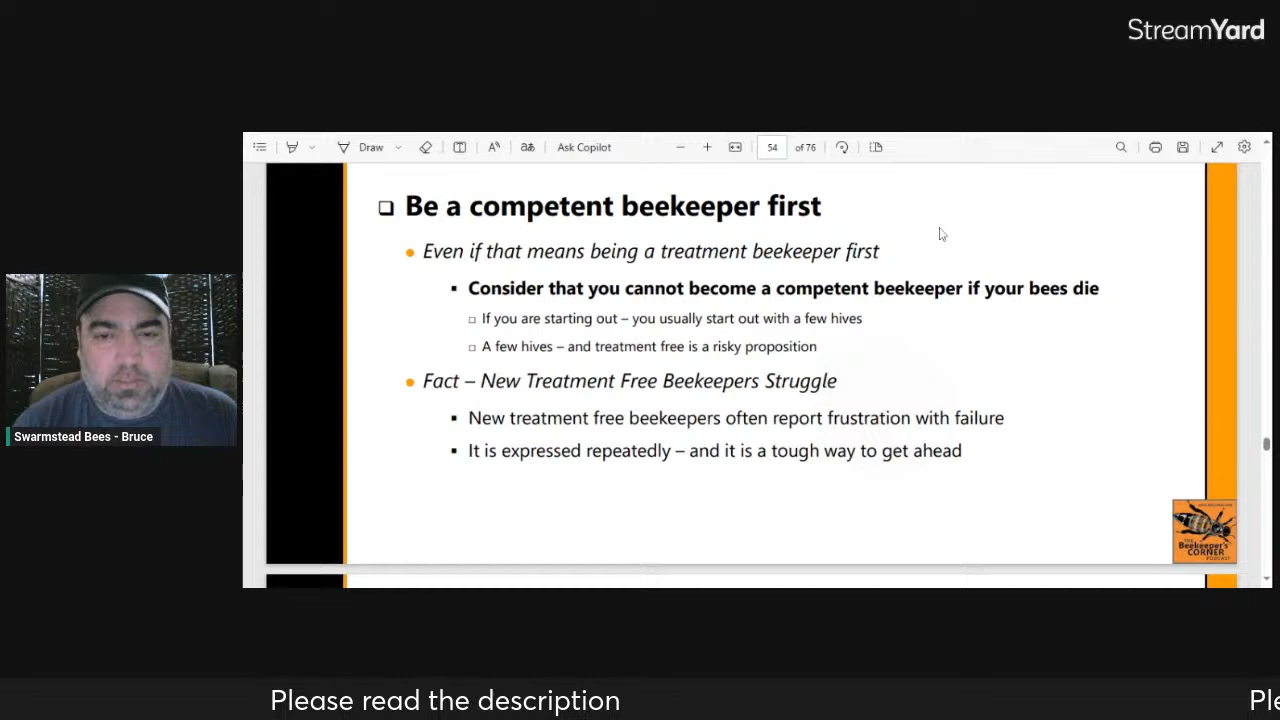 StreamYard
Draw
Ask Copilot
54
of 76
Be a competent beekeeper first
Even if that means being a treatment beekeeper first
Consider that you cannot become a competent beekeeper if your bees die
If you are starting out – you usually start out with a few hives
A few hives – and treatment free is a risky proposition
Fact – New Treatment Free Beekeepers Struggle
New treatment free beekeepers often report frustration with failure
It is expressed repeatedly – and it is a tough way to get ahead
Swarmstead Bees - Bruce
THE
Beekeeper's
CORNER
PODCAST
Please read the description
Ple